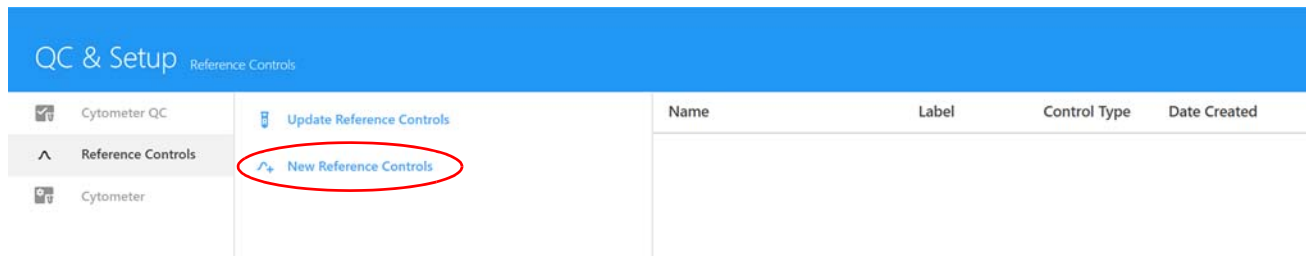 QC & Setup Reference Controls
Cytometer QC
Reference Controls
Cytometer
Update Reference Controls
New Reference Controls
Name Label Control Type Date Created